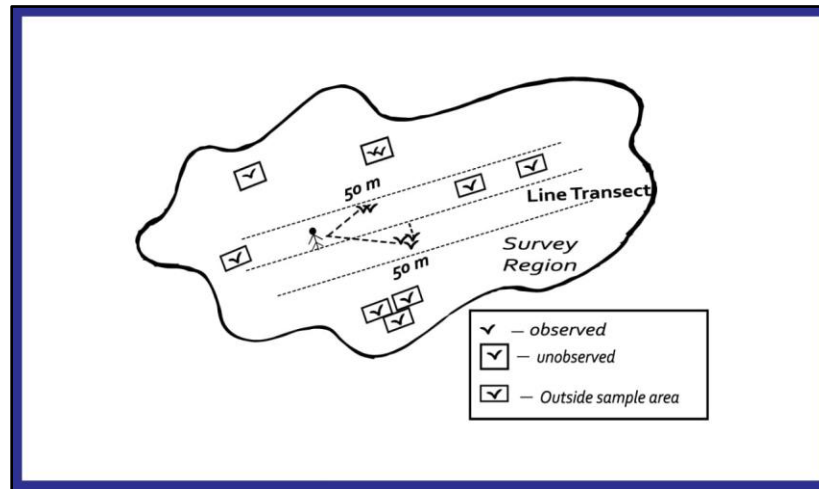 50 m
Line Transect
50 m
Survey
Region
– observed
– unobserved
– Outside sample area